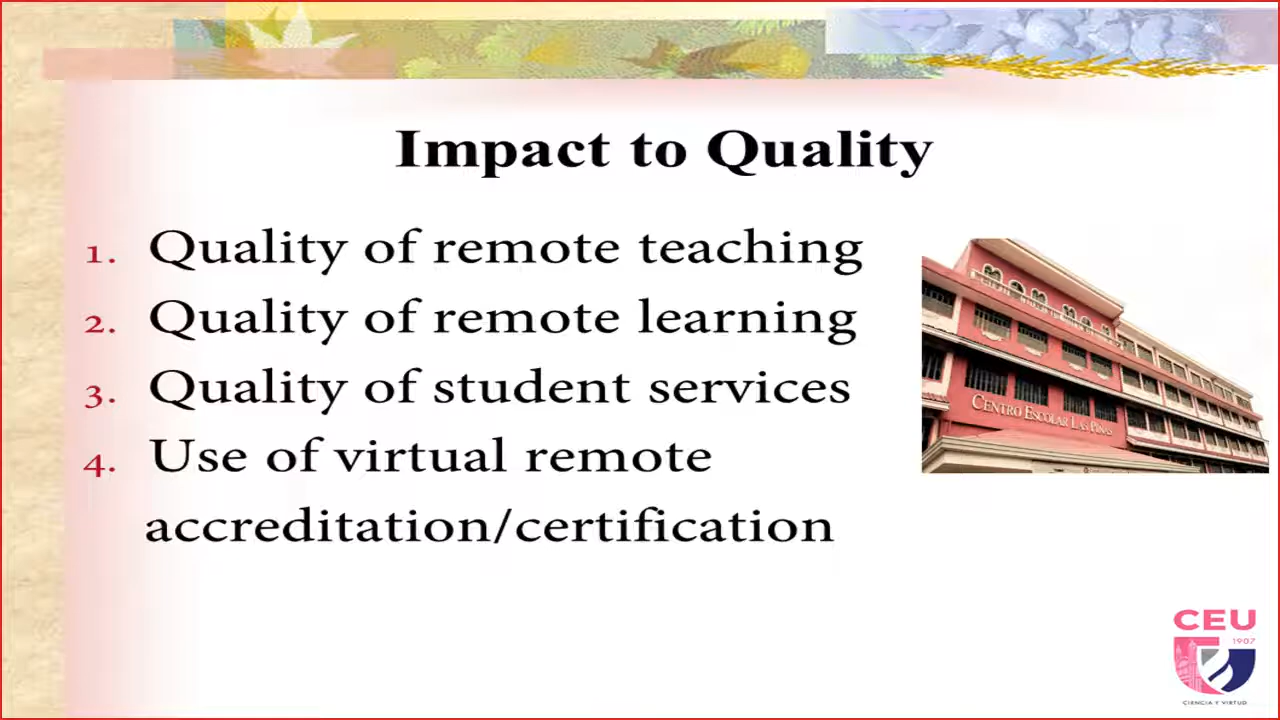 Impact to Quality
1. Quality of remote teaching
2. Quality of remote learning
3. Quality of student services
4. Use of virtual remote
accreditation/certification
CENTRO ESCOLAR LAS PIÑAS
CEU
1907
CIENCIA Y VIRTUD